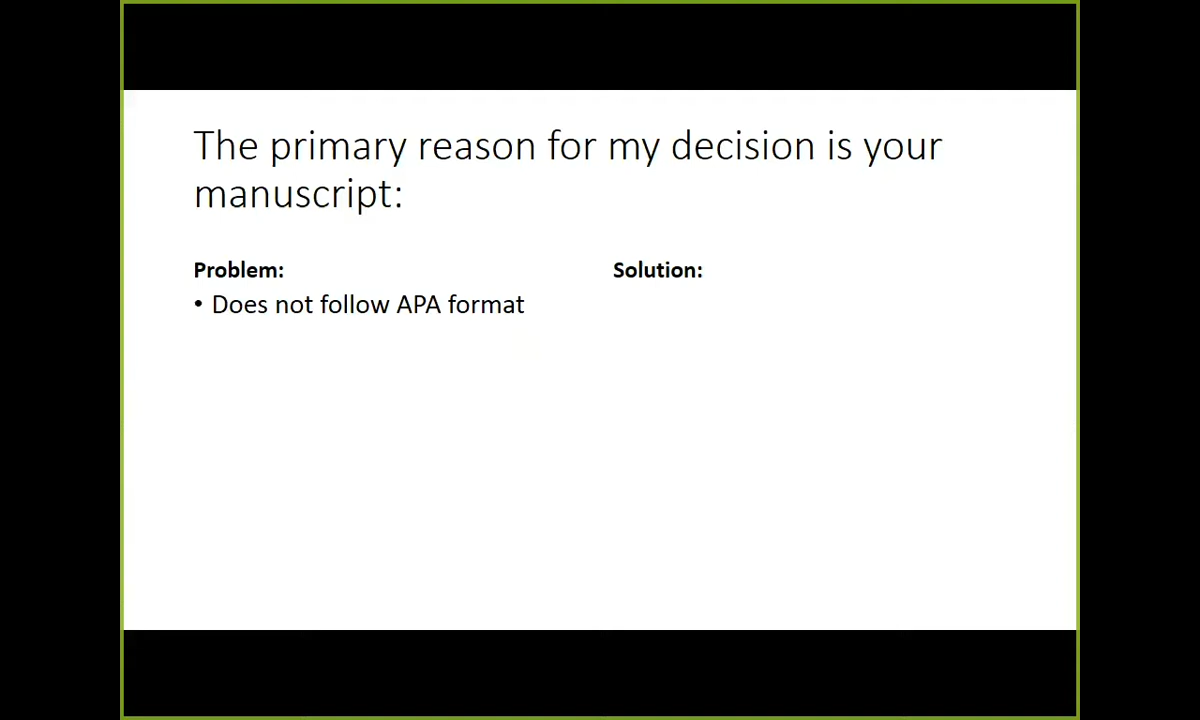 The primary reason for my decision is your
manuscript:
Problem:
• Does not follow APA format
Solution: